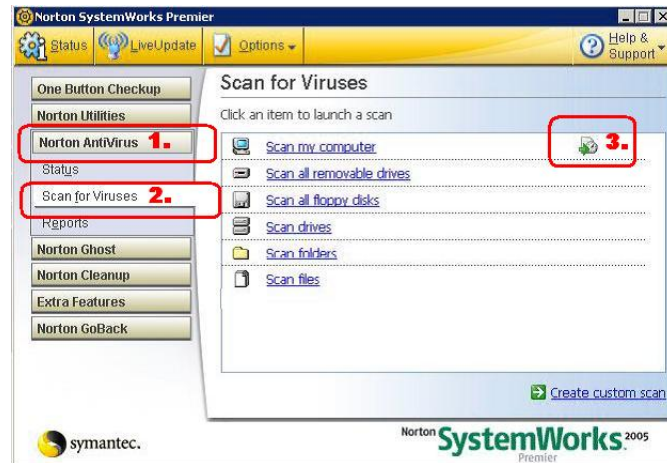 Norton SystemWorks Premier
Status LiveUpdate Options Help & Support
One Button Checkup
Norton Utilities
Norton AntiVirus 1.
Status
Scan for Viruses 2.
Reports
Norton Ghost
Norton Cleanup
Extra Features
Norton GoBack
Scan for Viruses
Click an item to launch a scan
Scan my computer 3.
Scan all removable drives
Scan all floppy disks
Scan drives
Scan folders
Scan files
Create custom scan
symantec.
Norton SystemWorks 2005
Premier